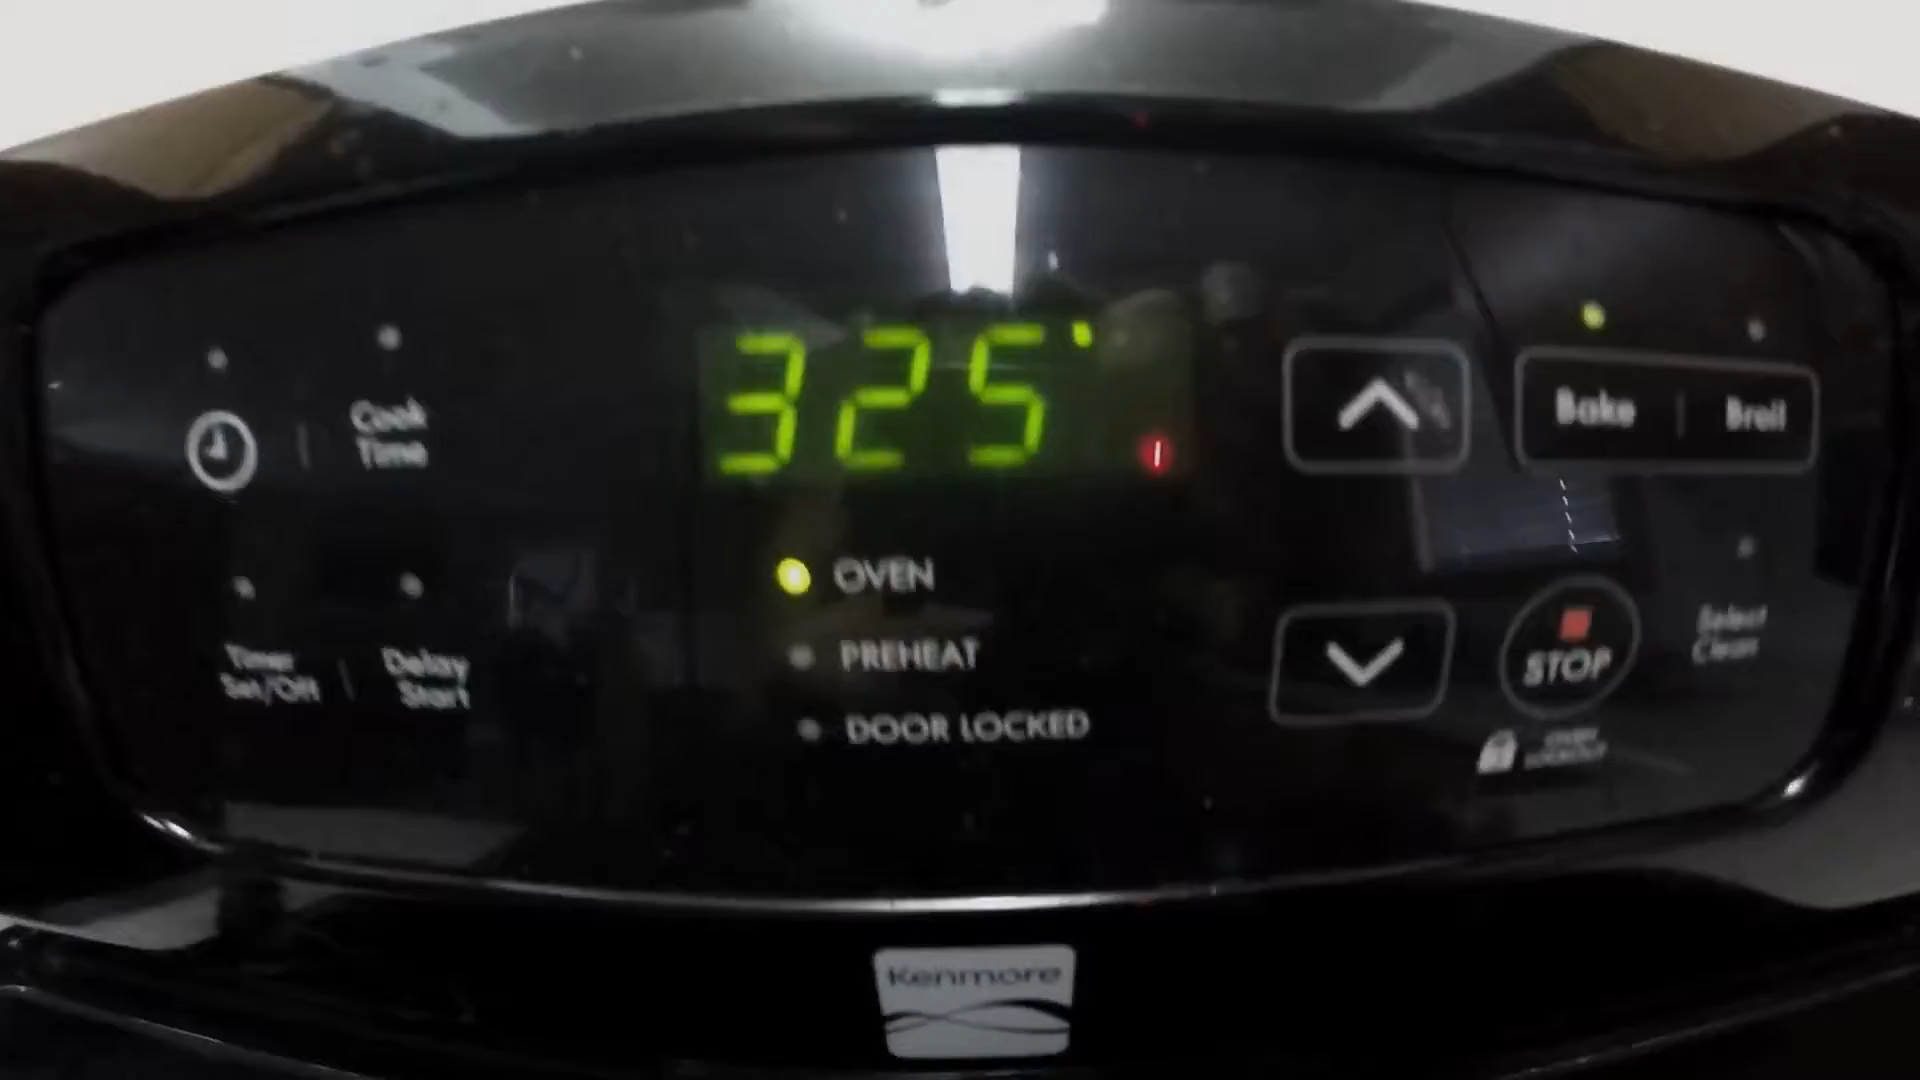 325°
Cook
Time
Bake | Broil
OVEN
PREHEAT
DOOR LOCKED
Timer
Set/Off
Delay
Start
STOP
Select
Clean
Kenmore